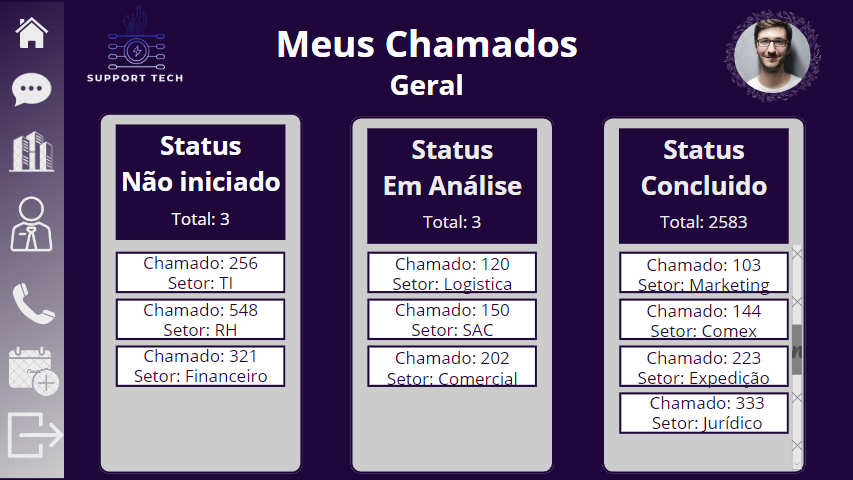 SUPPORT TECH
Meus Chamados
Geral
Status
Não iniciado
Total: 3
Chamado: 256
Setor: TI
Chamado: 548
Setor: RH
Chamado: 321
Setor: Financeiro
Status
Em Análise
Total: 3
Chamado: 120
Setor: Logistica
Chamado: 150
Setor: SAC
Chamado: 202
Setor: Comercial
Status
Concluido
Total: 2583
Chamado: 103
Setor: Marketing
Chamado: 144
Setor: Comex
Chamado: 223
Setor: Expedição
Chamado: 333
Setor: Jurídico